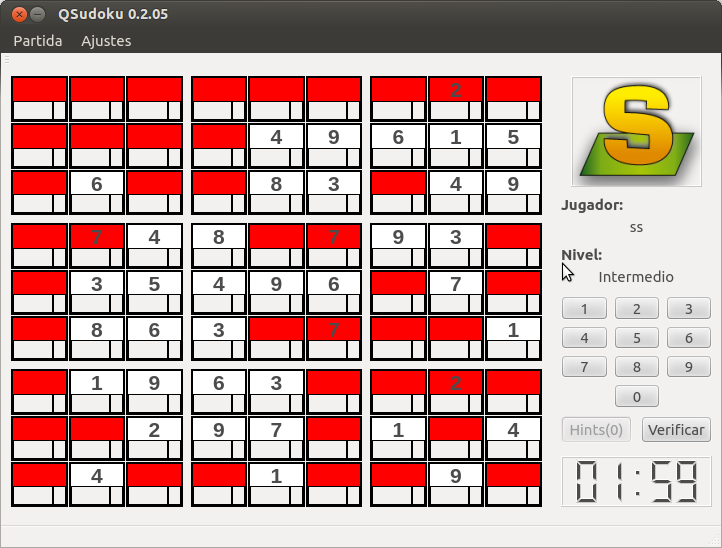 QSudoku 0.2.05
Partida Ajustes
2
4 9 6 1 5
6 8 3 4 9
7 4 8 7 9 3
3 5 4 9 6 7
8 6 3 7 1
1 9 6 3 2
2 9 7 1 4
4 1 9
S
Jugador:
ss
Nivel:
Intermedio
1 2 3
4 5 6
7 8 9
0
Hints(0) Verificar
01:59